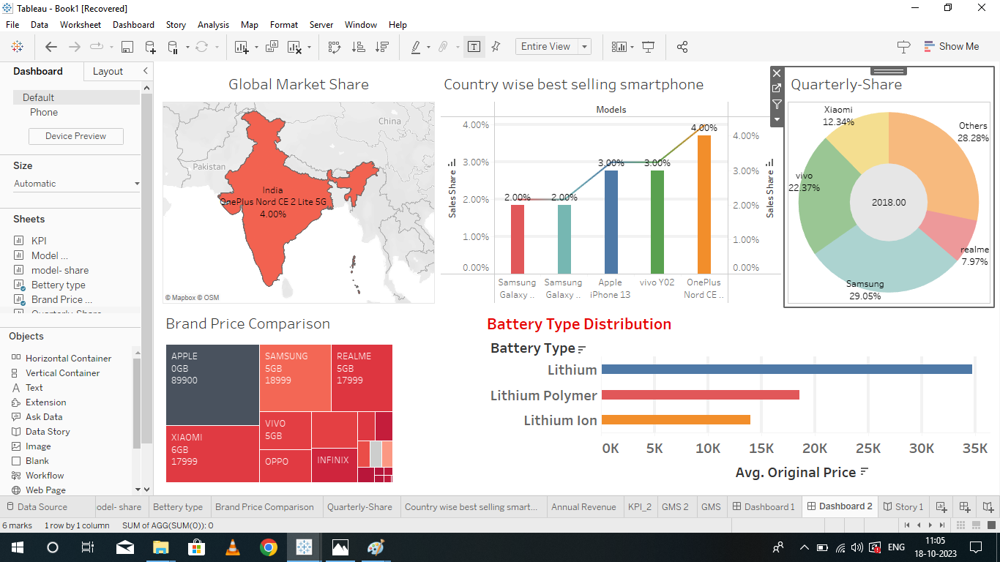 Tableau - Book1 [Recovered]
File Data Worksheet Dashboard Story Analysis Map Format Server Window Help
Entire View
Show Me
Dashboard Layout
Default
Phone
Device Preview
Size
Automatic
Sheets
KPI
Model ...
model- share
Bettery type
Brand Price ...
Quarterly-Share
Objects
Horizontal Container
Vertical Container
Text
Extension
Ask Data
Data Story
Image
Blank
Workflow
Web Page
Global Market Share
China
Pakistan
India
OnePlus Nord CE 2 Lite 5G
4.00%
© Mapbox © OSM
Country wise best selling smartphone
Models
Sales Share
4.00%
3.00%
2.00%
1.00%
0.00%
2.00% 2.00% 3.00% 3.00% 4.00%
4.00%
3.00%
2.00%
1.00%
0.00%
Sales Share
Samsung Galaxy ..
Samsung Galaxy ..
Apple iPhone 13
vivo Y02
OnePlus Nord CE ..
Quarterly-Share
Xiaomi
12.34%
Others
28.28%
vivo
22.37%
2018.00
realme
7.97%
Samsung
29.05%
Brand Price Comparison
APPLE
0GB
89900
SAMSUNG
5GB
18999
REALME
5GB
17999
XIAOMI
6GB
17999
VIVO
5GB
OPPO
INFINIX
Battery Type Distribution
Battery Type
Lithium
Lithium Polymer
Lithium Ion
0K 5K 10K 15K 20K 25K 30K 35K
Avg. Original Price
Data Source odel- share Bettery type Brand Price Comparison Quarterly-Share Country wise best selling smart... Annual Revenue KPI_2 GMS 2 GMS Dashboard 1 Dashboard 2 Story 1
6 marks 1 row by 1 column SUM of AGG(SUM(0)): 0
ENG
11:05
18-10-2023